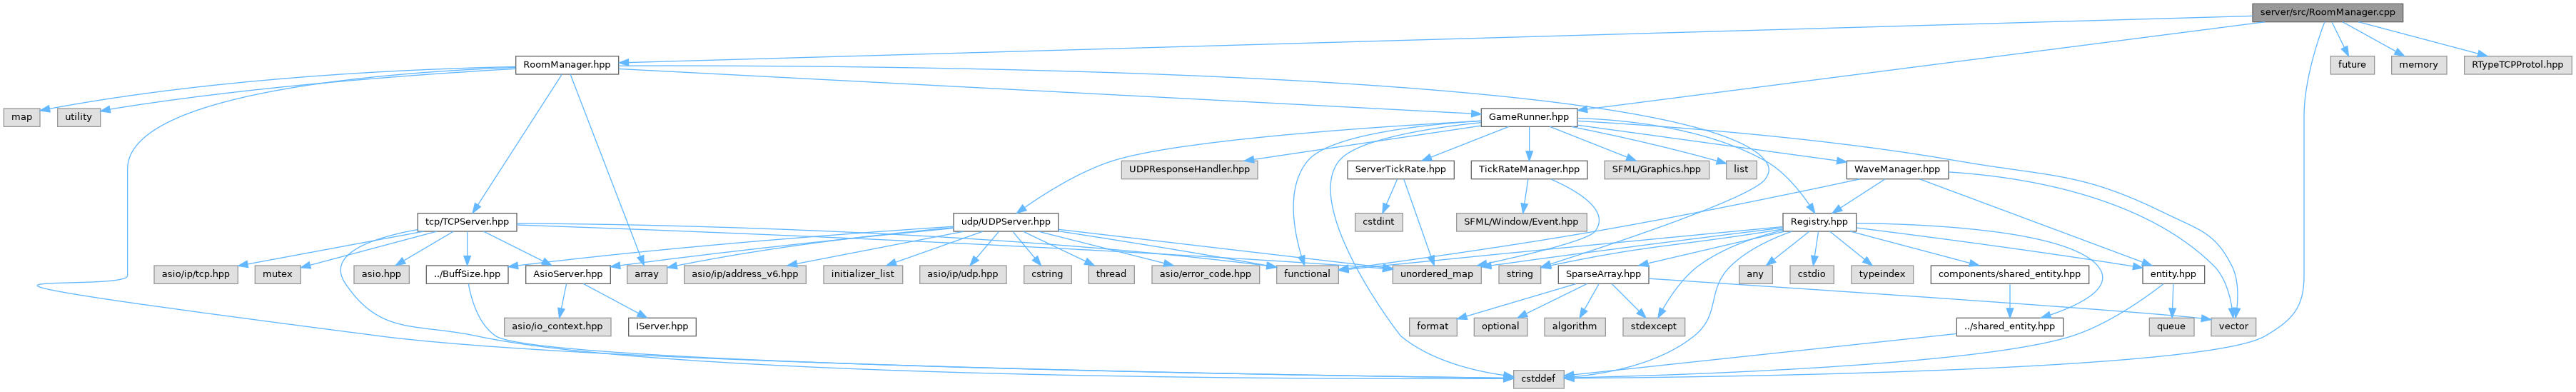 server/src/RoomManager.cpp
RoomManager.hpp
future
memory
RTypeTCPProtol.hpp
map
utility
GameRunner.hpp
UDPResponseHandler.hpp
ServerTickRate.hpp
TickRateManager.hpp
SFML/Graphics.hpp
list
WaveManager.hpp
tcp/TCPServer.hpp
udp/UDPServer.hpp
cstdint
SFML/Window/Event.hpp
Registry.hpp
asio/ip/tcp.hpp
mutex
asio.hpp
../BuffSize.hpp
AsioServer.hpp
array
asio/ip/address_v6.hpp
initializer_list
asio/ip/udp.hpp
cstring
thread
asio/error_code.hpp
functional
unordered_map
string
SparseArray.hpp
any
cstdio
typeindex
components/shared_entity.hpp
entity.hpp
asio/io_context.hpp
IServer.hpp
format
optional
algorithm
stdexcept
../shared_entity.hpp
queue
vector
cstddef